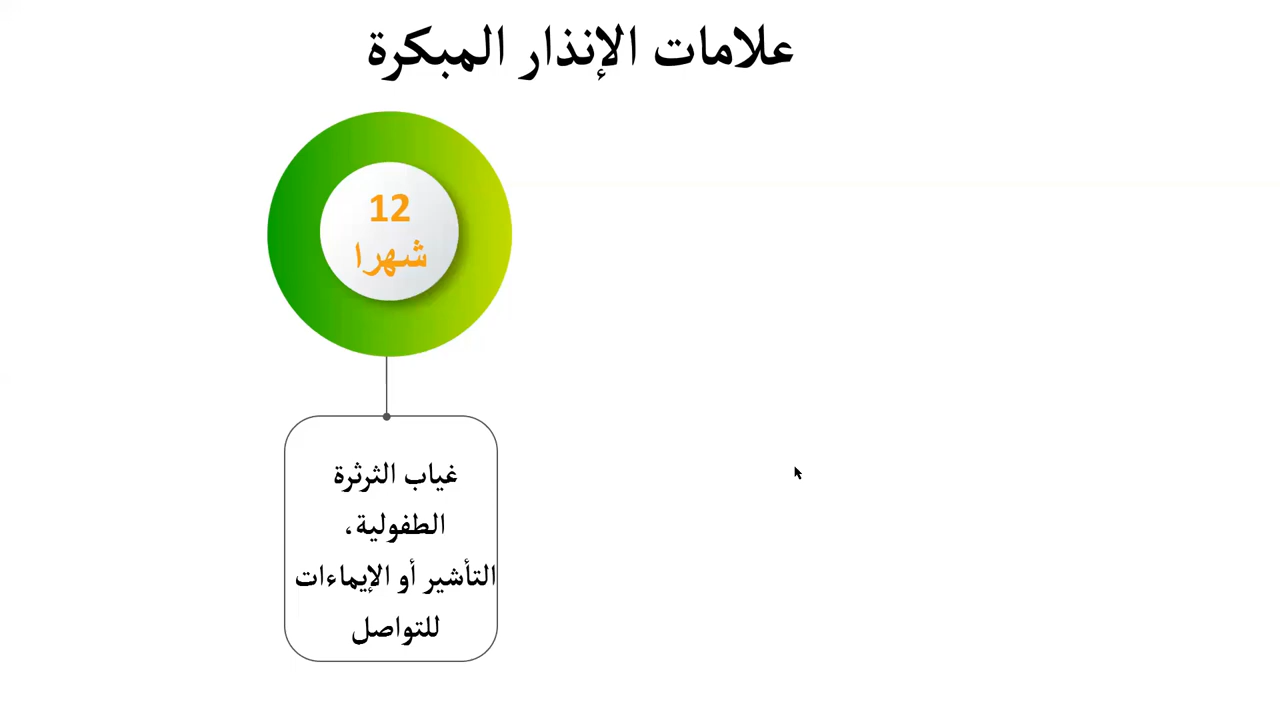 علامات الإنذار المبكرة
12
شهرا
غياب الثرثرة
الطفولية،
التأشير أو الإيماءات
للتواصل